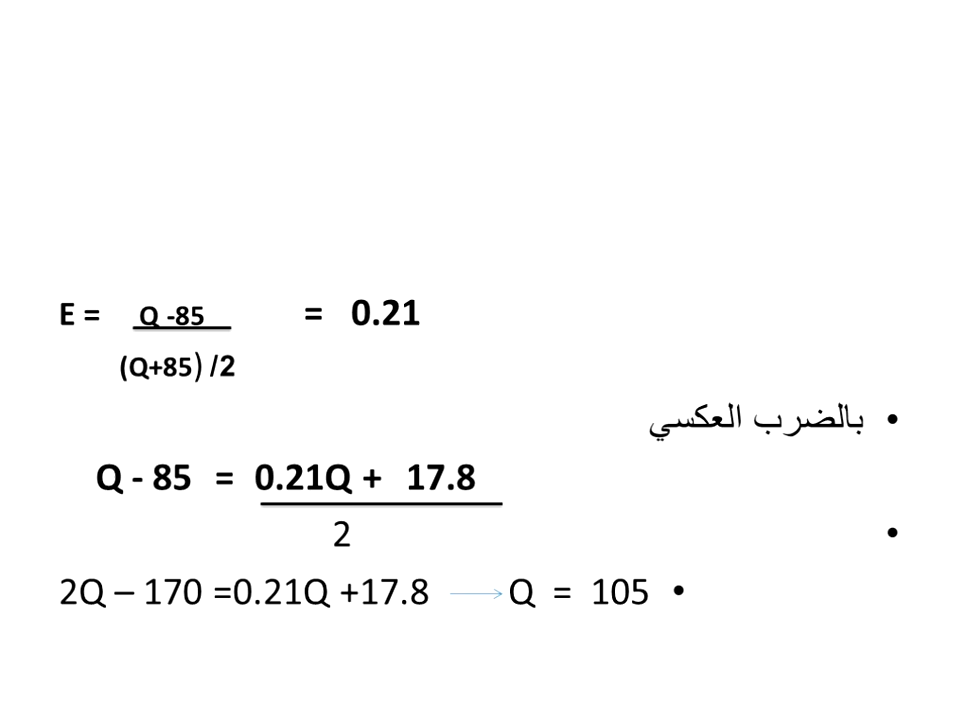 E = Q -85 = 0.21
(Q+85) /2
• بالضرب العكسي
Q - 85 = 0.21Q + 17.8
2
•
2Q – 170 =0.21Q +17.8 → Q = 105 •